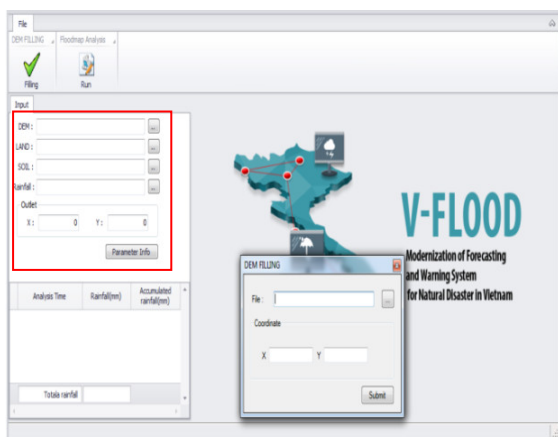 File
DEM FILLING Floodmap Analysis
Filling Run
Input
DEM :
...
LAND :
...
SOIL :
...
Rainfall :
...
Outlet
X : 0 Y : 0
Parameter Info
Analysis Time Rainfall(mm) Accumulated rainfall(mm)
Totala rainfall
V-FLOOD
Modernization of Forecasting
and Warning System
for Natural Disaster in Vietnam
DEM FILLING
File :
...
Coordinate
X Y
Submit